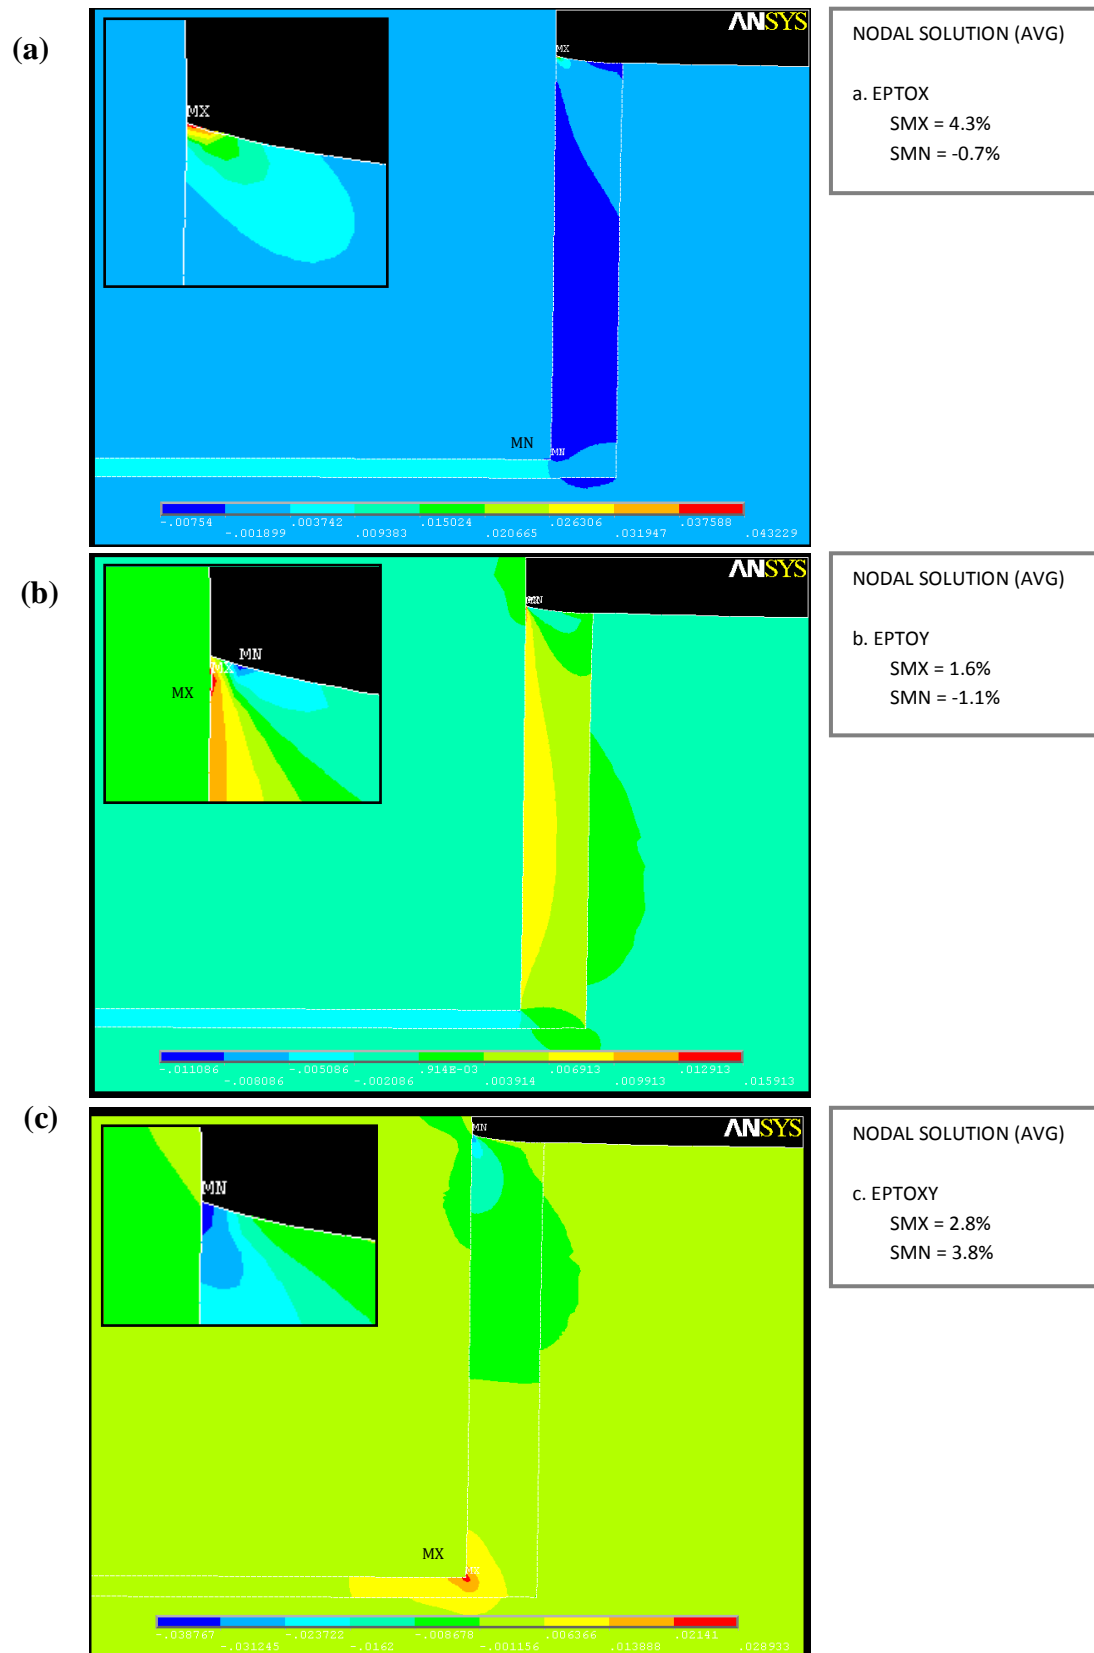 (a)
ANSYS
MX
MX
MN
MN
-.00754 .003742 .015024 .026306 .037588
-.001899 .009383 .020665 .031947 .043229
NODAL SOLUTION (AVG)
a. EPTOX
SMX = 4.3%
SMN = -0.7%
(b)
ANSYS
MN
MX
MX
-.011086 -.005086 .914E-03 .006913 .012913
-.008086 -.002086 .003914 .009913 .015913
NODAL SOLUTION (AVG)
b. EPTOY
SMX = 1.6%
SMN = -1.1%
(c)
ANSYS
MN
MN
MX
MX
-.038767 -.023722 -.008678 .006366 .02141
-.031245 -.0162 -.001156 .013888 .028933
NODAL SOLUTION (AVG)
c. EPTOXY
SMX = 2.8%
SMN = 3.8%